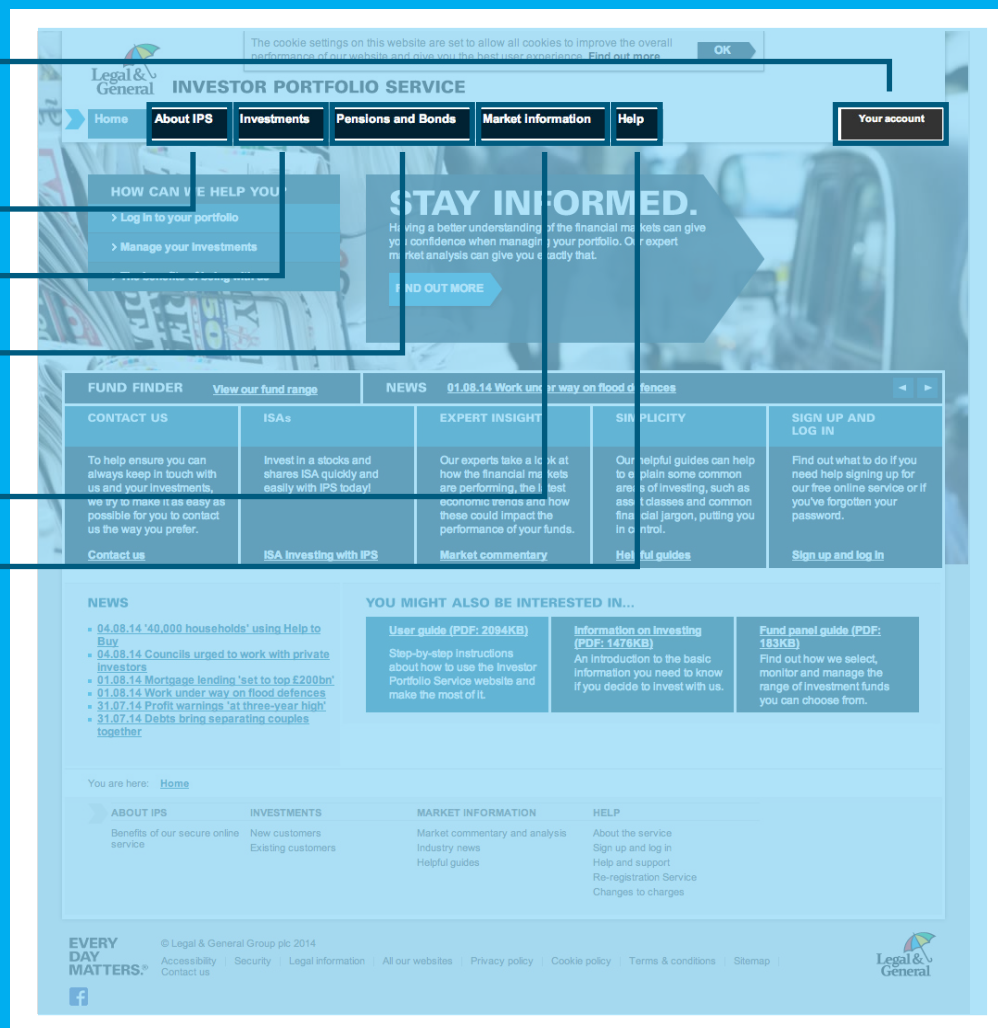 The cookie settings on this website are set to allow all cookies to improve the overall
performance of our website and give you the best user experience. Find out more
OK
Legal &
General
INVESTOR PORTFOLIO SERVICE
Home
About IPS
Investments
Pensions and Bonds
Market information
Help
Your account
HOW CAN WE HELP YOU?
> Log in to your portfolio
> Manage your investments
> The benefits of being with us
STAY INFORMED.
Having a better understanding of the financial markets can give
you confidence when managing your portfolio. Our expert
market analysis can give you exactly that.
FIND OUT MORE
FUND FINDER
View our fund range
NEWS
01.08.14 Work under way on flood defences
CONTACT US
To help ensure you can
always keep in touch with
us and your investments,
we try to make it as easy as
possible for you to contact
us the way you prefer.
Contact us
ISAs
Invest in a stocks and
shares ISA quickly and
easily with IPS today!
ISA investing with IPS
EXPERT INSIGHT
Our experts take a look at
how the financial markets
are performing, the latest
economic trends and how
these could impact the
performance of your funds.
Market commentary
SIMPLICITY
Our helpful guides can help
to explain some common
areas of investing, such as
asset classes and common
financial jargon, putting you
in control.
Helpful guides
SIGN UP AND
LOG IN
Find out what to do if you
need help signing up for
our free online service or if
you've forgotten your
password.
Sign up and log in
NEWS
04.08.14 '40,000 households' using Help to
Buy
04.08.14 Councils urged to work with private
investors
01.08.14 Mortgage lending 'set to top £200bn'
01.08.14 Work under way on flood defences
31.07.14 Profit warnings 'at three-year high'
31.07.14 Debts bring separating couples
together
YOU MIGHT ALSO BE INTERESTED IN...
User guide (PDF: 2094KB)
Step-by-step instructions
about how to use the Investor
Portfolio Service website and
make the most of it.
Information on Investing
(PDF: 1476KB)
An introduction to the basic
information you need to know
if you decide to invest with us.
Fund panel guide (PDF:
183KB)
Find out how we select,
monitor and manage the
range of investment funds
you can choose from.
You are here: Home
ABOUT IPS
Benefits of our secure online
service
INVESTMENTS
New customers
Existing customers
MARKET INFORMATION
Market commentary and analysis
Industry news
Helpful guides
HELP
About the service
Sign up and log in
Help and support
Re-registration Service
Changes to charges
EVERY
DAY
MATTERS.®
© Legal & General Group plc 2014
Accessibility | Security | Legal information | All our websites | Privacy policy | Cookie policy | Terms & conditions | Sitemap |
Contact us
Legal &
General
f